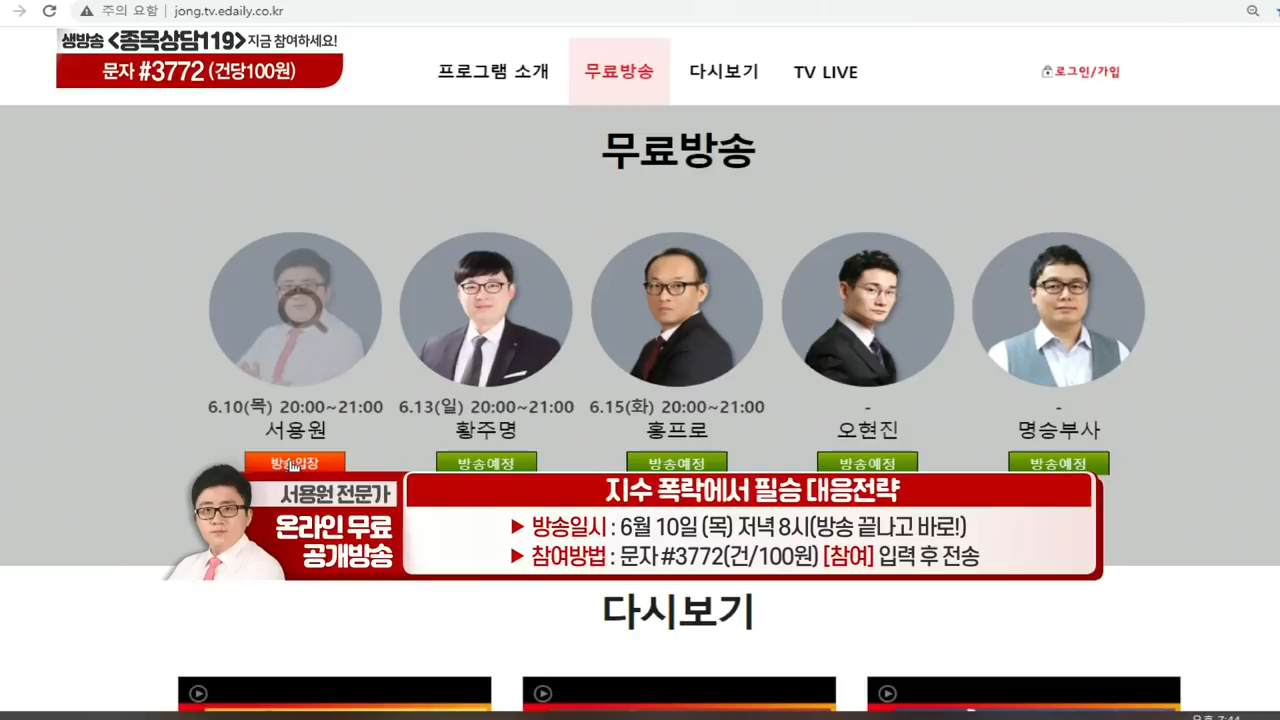 주의 요함 | jong.tv.edaily.co.kr
생방송 <종목상담119> 지금 참여하세요!
문자 #3772 (건당100원)
프로그램 소개 무료방송 다시보기 TV LIVE 로그인/가입
무료방송
6.10(목) 20:00~21:00 6.13(일) 20:00~21:00 6.15(화) 20:00~21:00 - -
서용원 황주명 홍프로 오현진 명승부사
방송입장 방송예정 방송예정 방송예정 방송예정
서용원 전문가
온라인 무료
공개방송
지수 폭락에서 필승 대응전략
▶ 방송일시 : 6월 10일 (목) 저녁 8시(방송 끝나고 바로!)
▶ 참여방법 : 문자 #3772(건/100원) [참여] 입력 후 전송
다시보기